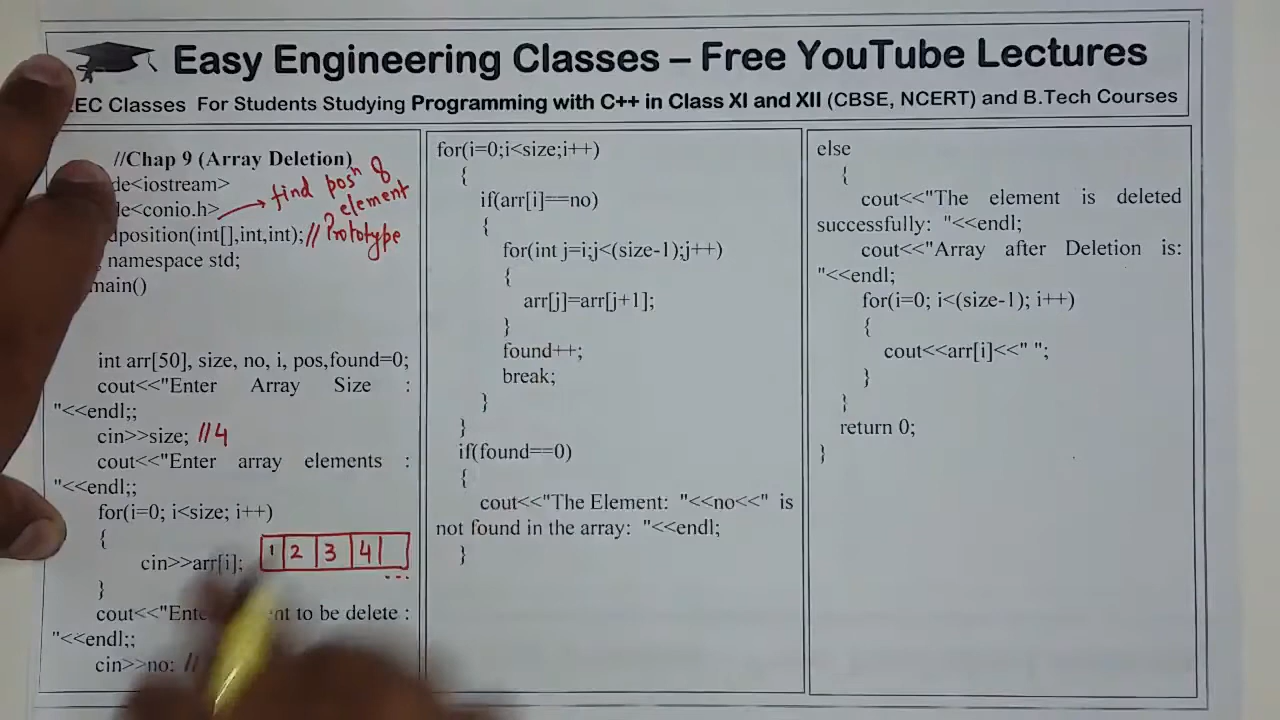 Easy Engineering Classes – Free YouTube Lectures
EEC Classes For Students Studying Programming with C++ in Class XI and XII (CBSE, NCERT) and B.Tech Courses
//Chap 9 (Array Deletion)
de<iostream>
de<conio.h> find posn of element
dposition(int[],int,int); // Prototype
namespace std;
main()
int arr[50], size, no, i, pos,found=0;
cout<<"Enter Array Size :
"<<endl;;
cin>>size; //4
cout<<"Enter array elements :
"<<endl;;
for(i=0; i<size; i++)
{
cin>>arr[i]; 1 2 3 4 ...
}
cout<<"Ente nt to be delete :
"<<endl;;
cin>>no; //
for(i=0;i<size;i++)
{
if(arr[i]==no)
{
for(int j=i;j<(size-1);j++)
{
arr[j]=arr[j+1];
}
found++;
break;
}
}
if(found==0)
{
cout<<"The Element: "<<no<<" is
not found in the array: "<<endl;
}
else
{
cout<<"The element is deleted
successfully: "<<endl;
cout<<"Array after Deletion is:
"<<endl;
for(i=0; i<(size-1); i++)
{
cout<<arr[i]<<" ";
}
}
return 0;
}